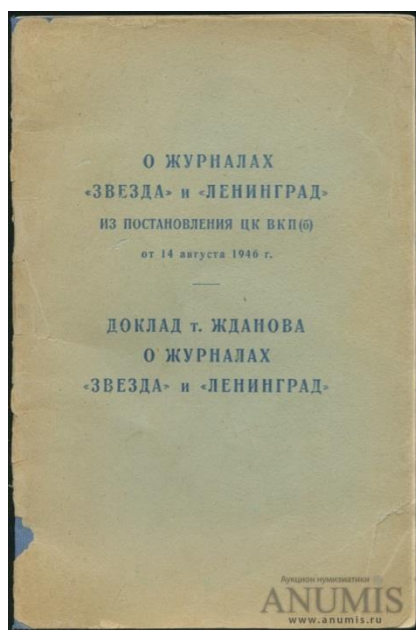 О ЖУРНАЛАХ
«ЗВЕЗДА» и «ЛЕНИНГРАД»
ИЗ ПОСТАНОВЛЕНИЯ ЦК ВКП(б)
от 14 августа 1946 г.
ДОКЛАД т. ЖДАНОВА
О ЖУРНАЛАХ
«ЗВЕЗДА» и «ЛЕНИНГРАД»
Аукцион нумизматики
ANUMIS
www.anumis.ru